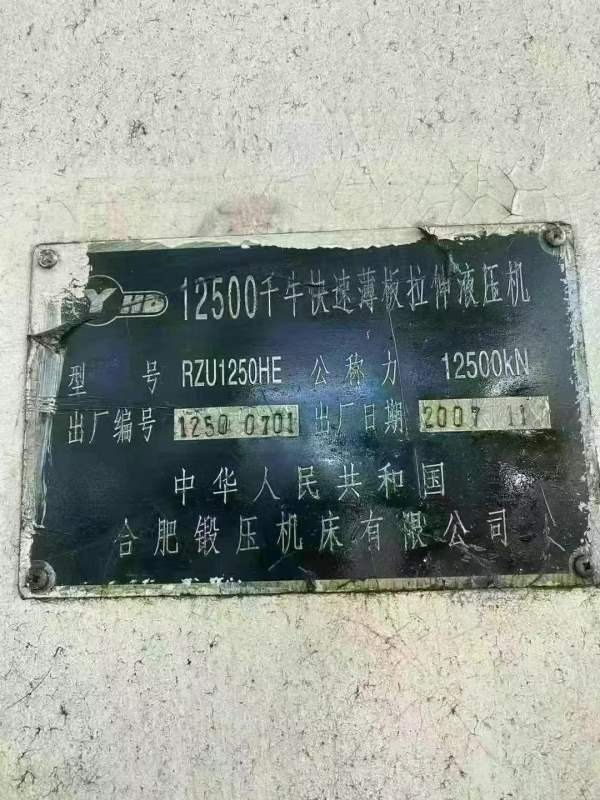 YHB 12500千牛快速薄板拉伸液压机
型 号 RZU1250HE 公称力 12500kN
出厂编号 1250 0701 出厂日期 2007 11
中华人民共和国
合肥锻压机床有限公司